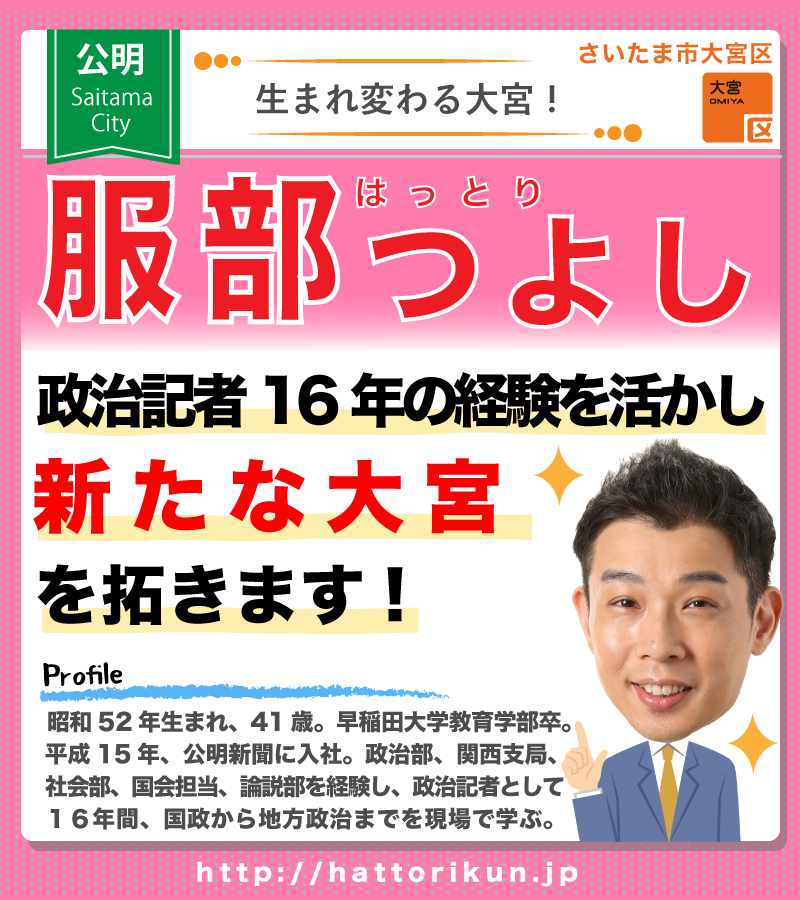 公明
Saitama
City
さいたま市大宮区
生まれ変わる大宮！
大宮
OMIYA
区
はっとり
服部つよし
政治記者16年の経験を活かし
新たな大宮
を拓きます！
Profile
昭和52年生まれ、41歳。早稲田大学教育学部卒。
平成15年、公明新聞に入社。政治部、関西支局、
社会部、国会担当、論説部を経験し、政治記者として
１６年間、国政から地方政治までを現場で学ぶ。
http://hattorikun.jp